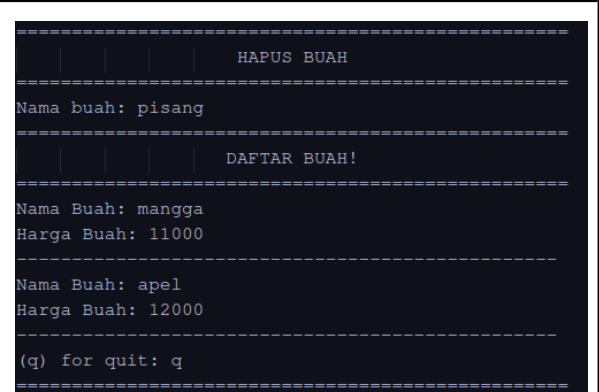 ==================================================
HAPUS BUAH
==================================================
Nama buah: pisang
==================================================
DAFTAR BUAH!
==================================================
Nama Buah: mangga
Harga Buah: 11000
-------------------------------------------------
Nama Buah: apel
Harga Buah: 12000
-------------------------------------------------
(q) for quit: q
==================================================